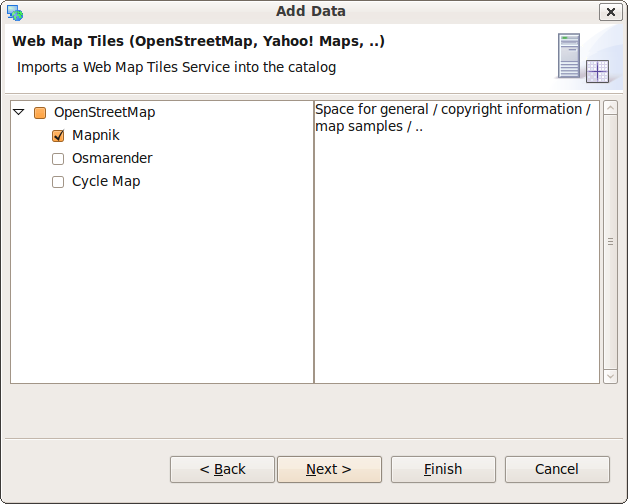 Add Data
Web Map Tiles (OpenStreetMap, Yahoo! Maps, ..)
Imports a Web Map Tiles Service into the catalog
OpenStreetMap
Mapnik
Osmarender
Cycle Map
Space for general / copyright information /
map samples / ..
< Back
Next >
Finish
Cancel